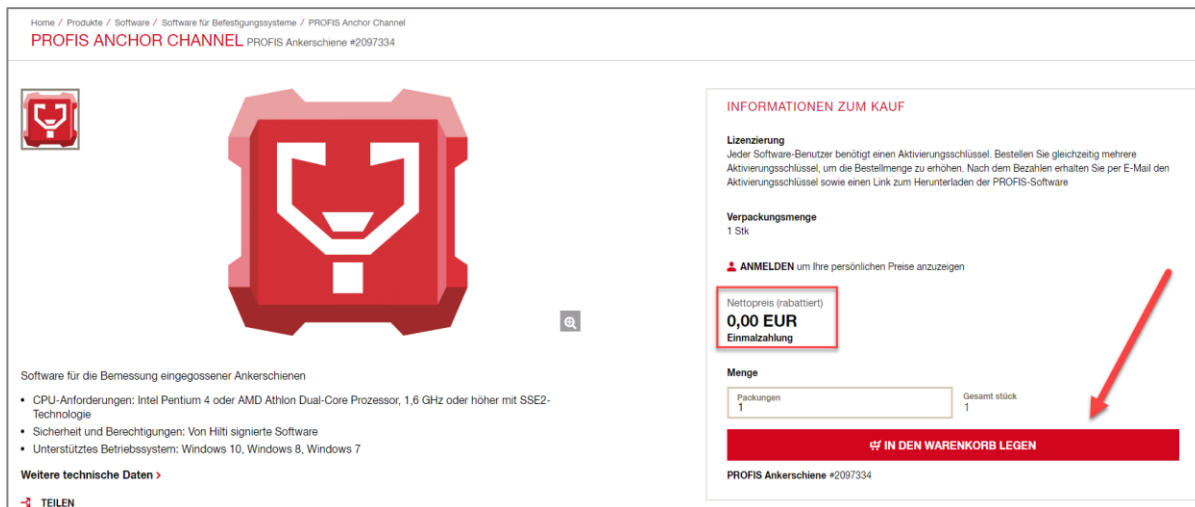 Home / Produkte / Software / Software für Befestigungssysteme / PROFIS Anchor Channel
PROFIS ANCHOR CHANNEL PROFIS Ankerschiene #2097334
Software für die Bemessung eingegossener Ankerschienen
• CPU-Anforderungen: Intel Pentium 4 oder AMD Athlon Dual-Core Prozessor, 1,6 GHz oder höher mit SSE2-
Technologie
• Sicherheit und Berechtigungen: Von Hilti signierte Software
• Unterstütztes Betriebssystem: Windows 10, Windows 8, Windows 7
Weitere technische Daten >
TEILEN
INFORMATIONEN ZUM KAUF
Lizenzierung
Jeder Software-Benutzer benötigt einen Aktivierungsschlüssel. Bestellen Sie gleichzeitig mehrere
Aktivierungsschlüssel, um die Bestellmenge zu erhöhen. Nach dem Bezahlen erhalten Sie per E-Mail den
Aktivierungsschlüssel sowie einen Link zum Herunterladen der PROFIS-Software
Verpackungsmenge
1 Stk
ANMELDEN um Ihre persönlichen Preise anzuzeigen
Nettopreis (rabattiert)
0,00 EUR
Einmalzahlung
Menge
Packungen
1
Gesamt stück
1
IN DEN WARENKORB LEGEN
PROFIS Ankerschiene #2097334